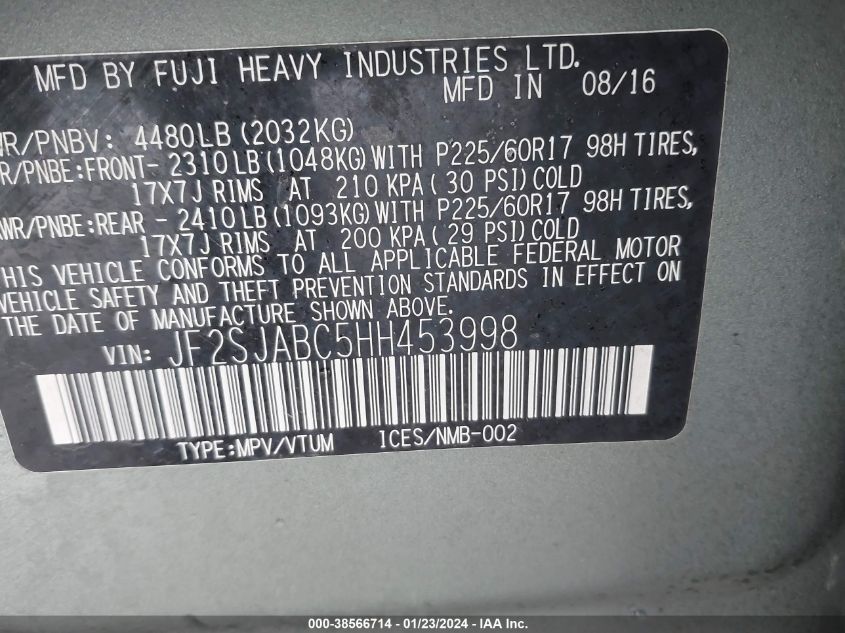 MFD BY FUJI HEAVY INDUSTRIES LTD.
MFD IN 08/16
WR/PNBV: 4480LB (2032KG)
R/PNBE:FRONT- 2310LB(1048KG)WITH P225/60R17 98H TIRES,
17X7J RIMS AT 210 KPA(30 PSI)COLD
WR/PNBE:REAR - 2410LB(1093KG)WITH P225/60R17 98H TIRES,
17X7J RIMS AT 200 KPA(29 PSI)COLD
HIS VEHICLE CONFORMS TO ALL APPLICABLE FEDERAL MOTOR
VEHICLE SAFETY AND THEFT PREVENTION STANDARDS IN EFFECT ON
THE DATE OF MANUFACTURE SHOWN ABOVE.
VIN: JF2SJABC5HH453998
TYPE:MPV/VTUM ICES/NMB-002
000-38566714 - 01/23/2024 - IAA Inc.